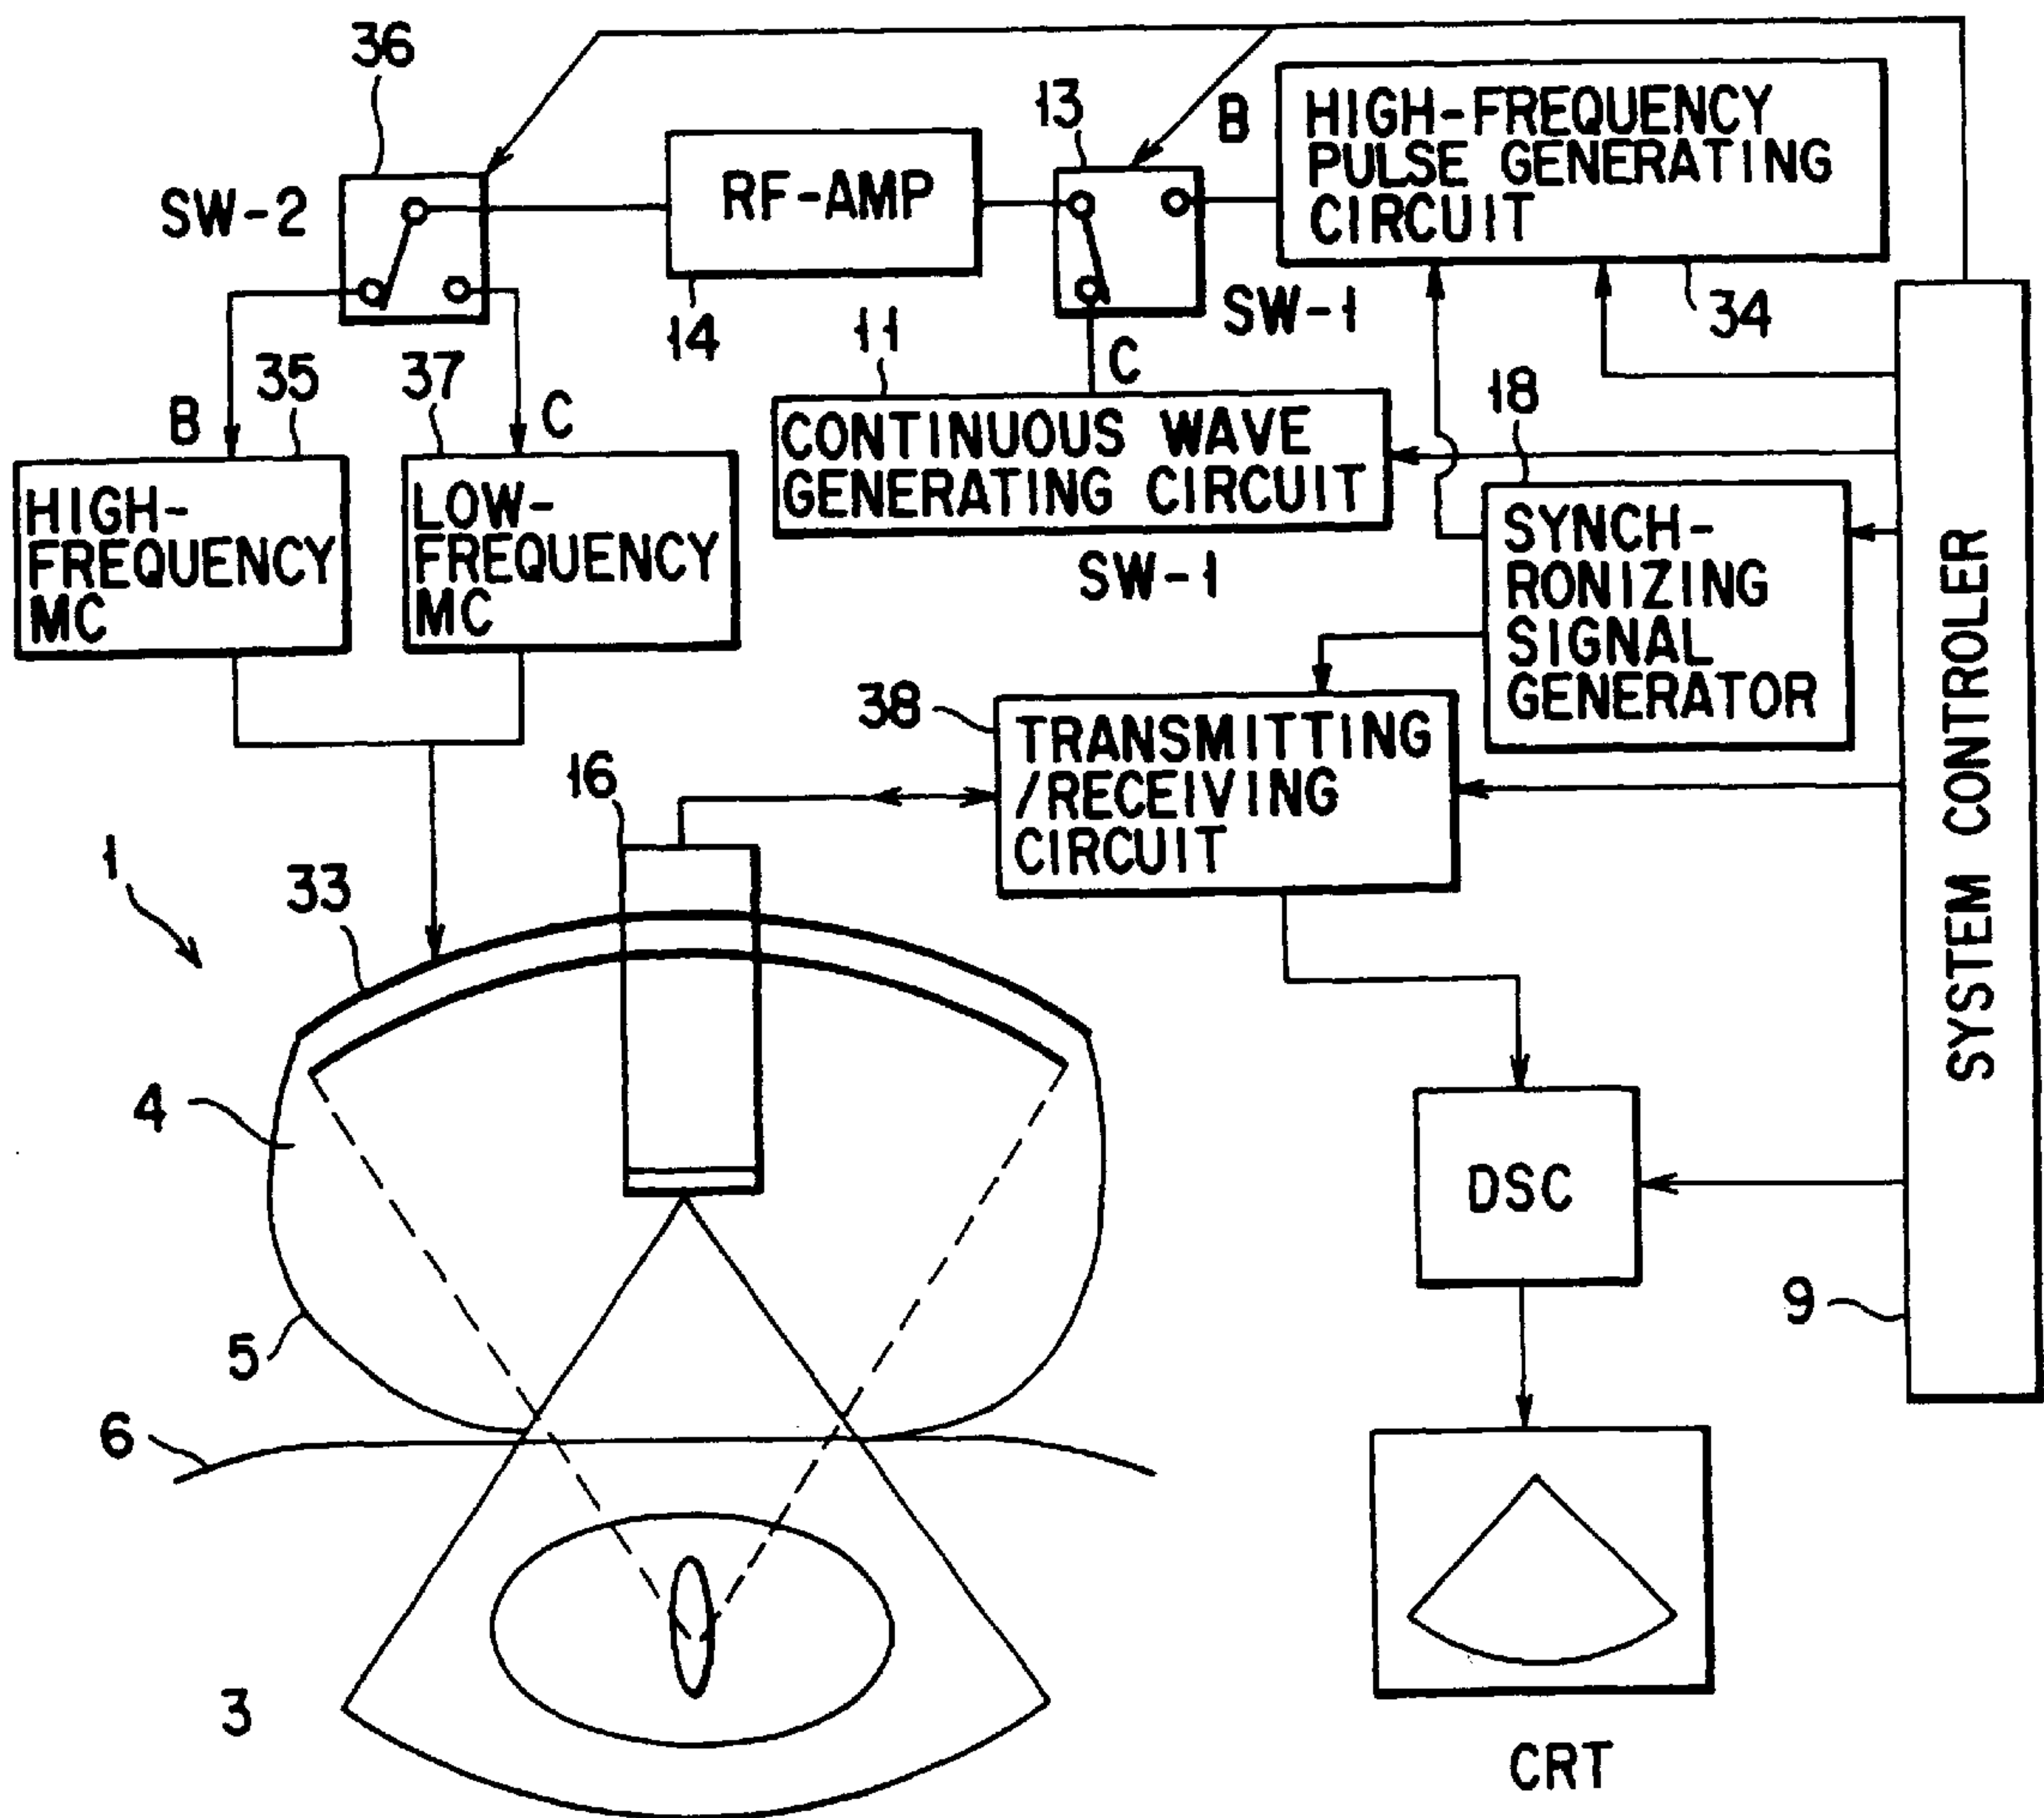 36
13
B
HIGH-FREQUENCY
PULSE GENERATING
CIRCUIT
SW-2
RF-AMP
14
11
SW-1
34
35
37
B
C
C
18
HIGH-
FREQUENCY
MC
LOW-
FREQUENCY
MC
CONTINUOUS WAVE
GENERATING CIRCUIT
SW-1
SYNCH-
RONIZING
SIGNAL
GENERATOR
SYSTEM CONTROLER
38
TRANSMITTING
/RECEIVING
CIRCUIT
16
1
33
4
DSC
9
5
6
3
CRT